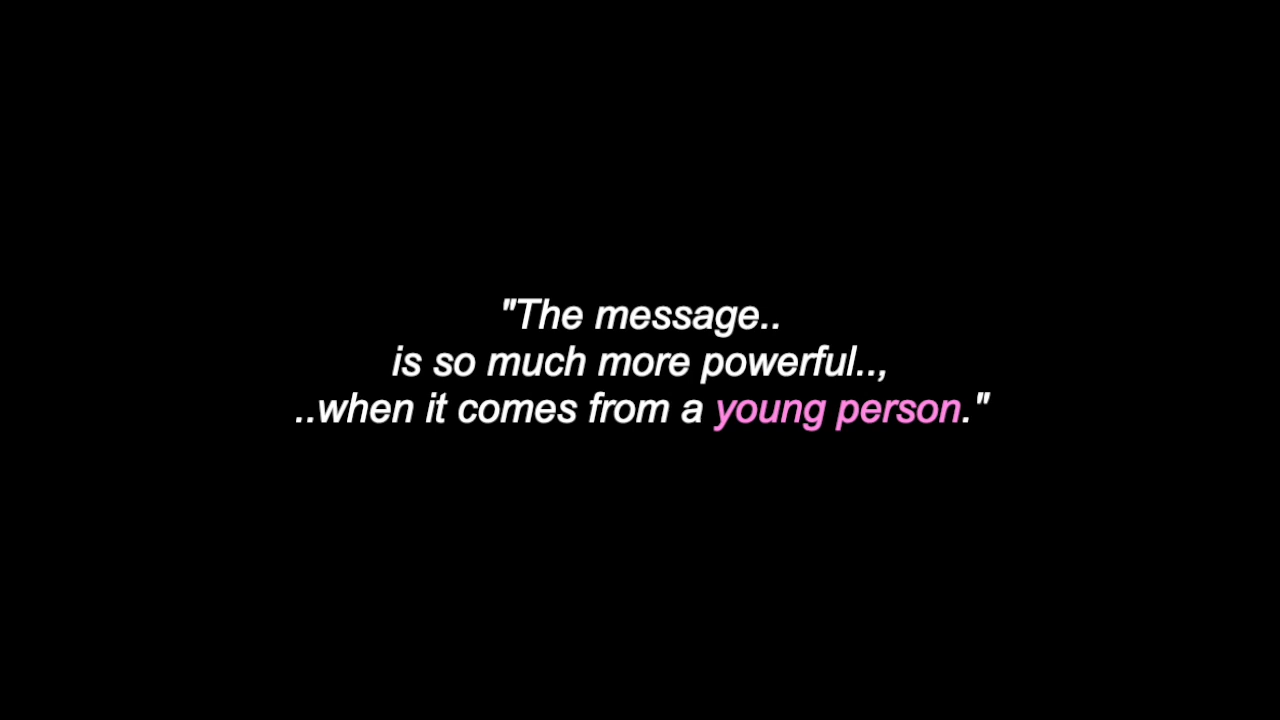 "The message..
is so much more powerful..,
..when it comes from a young person."